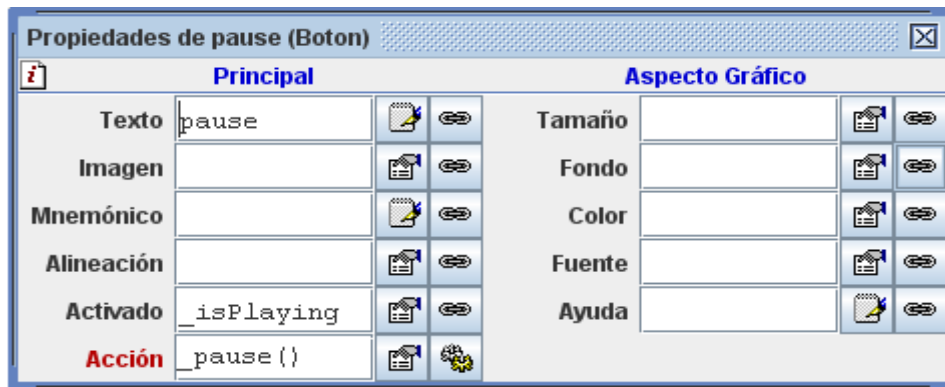 Propiedades de pause (Boton)
Principal Aspecto Gráfico
Texto pause Tamaño
Imagen Fondo
Mnemónico Color
Alineación Fuente
Activado _isPlaying Ayuda
Acción _pause()